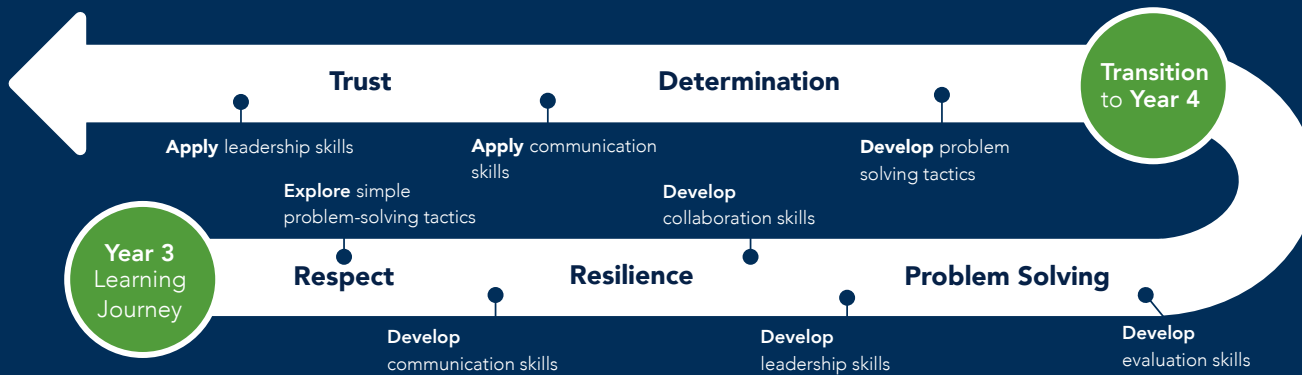 Trust
Determination
Transition
to Year 4
Apply leadership skills
Apply communication
skills
Develop problem
solving tactics
Explore simple
problem-solving tactics
Develop
collaboration skills
Year 3
Learning
Journey
Respect
Resilience
Problem Solving
Develop
communication skills
Develop
leadership skills
Develop
evaluation skills